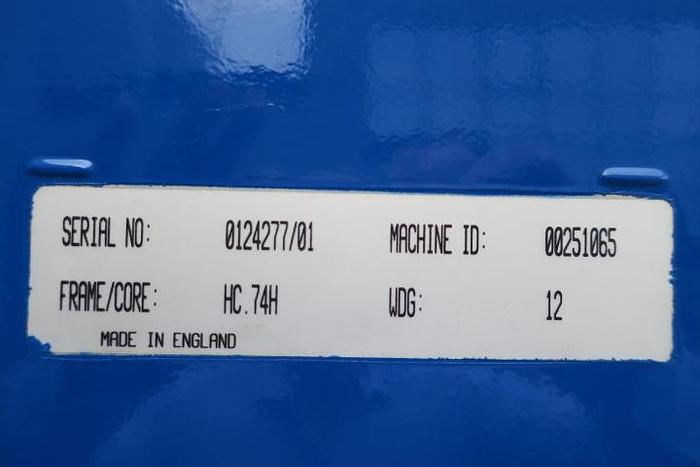 SERIAL NO: 0124277/01 MACHINE ID: 00251065
FRAME/CORE: HC.74H WDG: 12
MADE IN ENGLAND